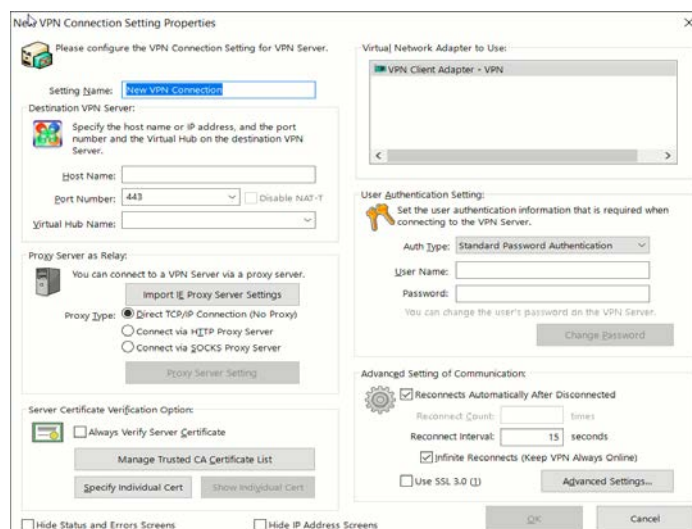 New VPN Connection Setting Properties
Please configure the VPN Connection Setting for VPN Server.
Setting Name: New VPN Connection
Destination VPN Server:
Specify the host name or IP address, and the port
number and the Virtual Hub on the destination VPN
Server.
Host Name:
Port Number: 443 Disable NAT-T
Virtual Hub Name:
Proxy Server as Relay:
You can connect to a VPN Server via a proxy server.
Import IE Proxy Server Settings
Proxy Type: Direct TCP/IP Connection (No Proxy)
Connect via HTTP Proxy Server
Connect via SOCKS Proxy Server
Proxy Server Setting
Server Certificate Verification Option:
Always Verify Server Certificate
Manage Trusted CA Certificate List
Specify Individual Cert Show Individual Cert
Hide Status and Errors Screens Hide IP Address Screens
Virtual Network Adapter to Use:
VPN Client Adapter - VPN
User Authentication Setting:
Set the user authentication information that is required when
connecting to the VPN Server.
Auth Type: Standard Password Authentication
User Name:
Password:
You can change the user's password on the VPN Server.
Change Password
Advanced Setting of Communication:
Reconnects Automatically After Disconnected
Reconnect Count: times
Reconnect Interval: 15 seconds
Infinite Reconnects (Keep VPN Always Online)
Use SSL 3.0 (1) Advanced Settings...
OK Cancel